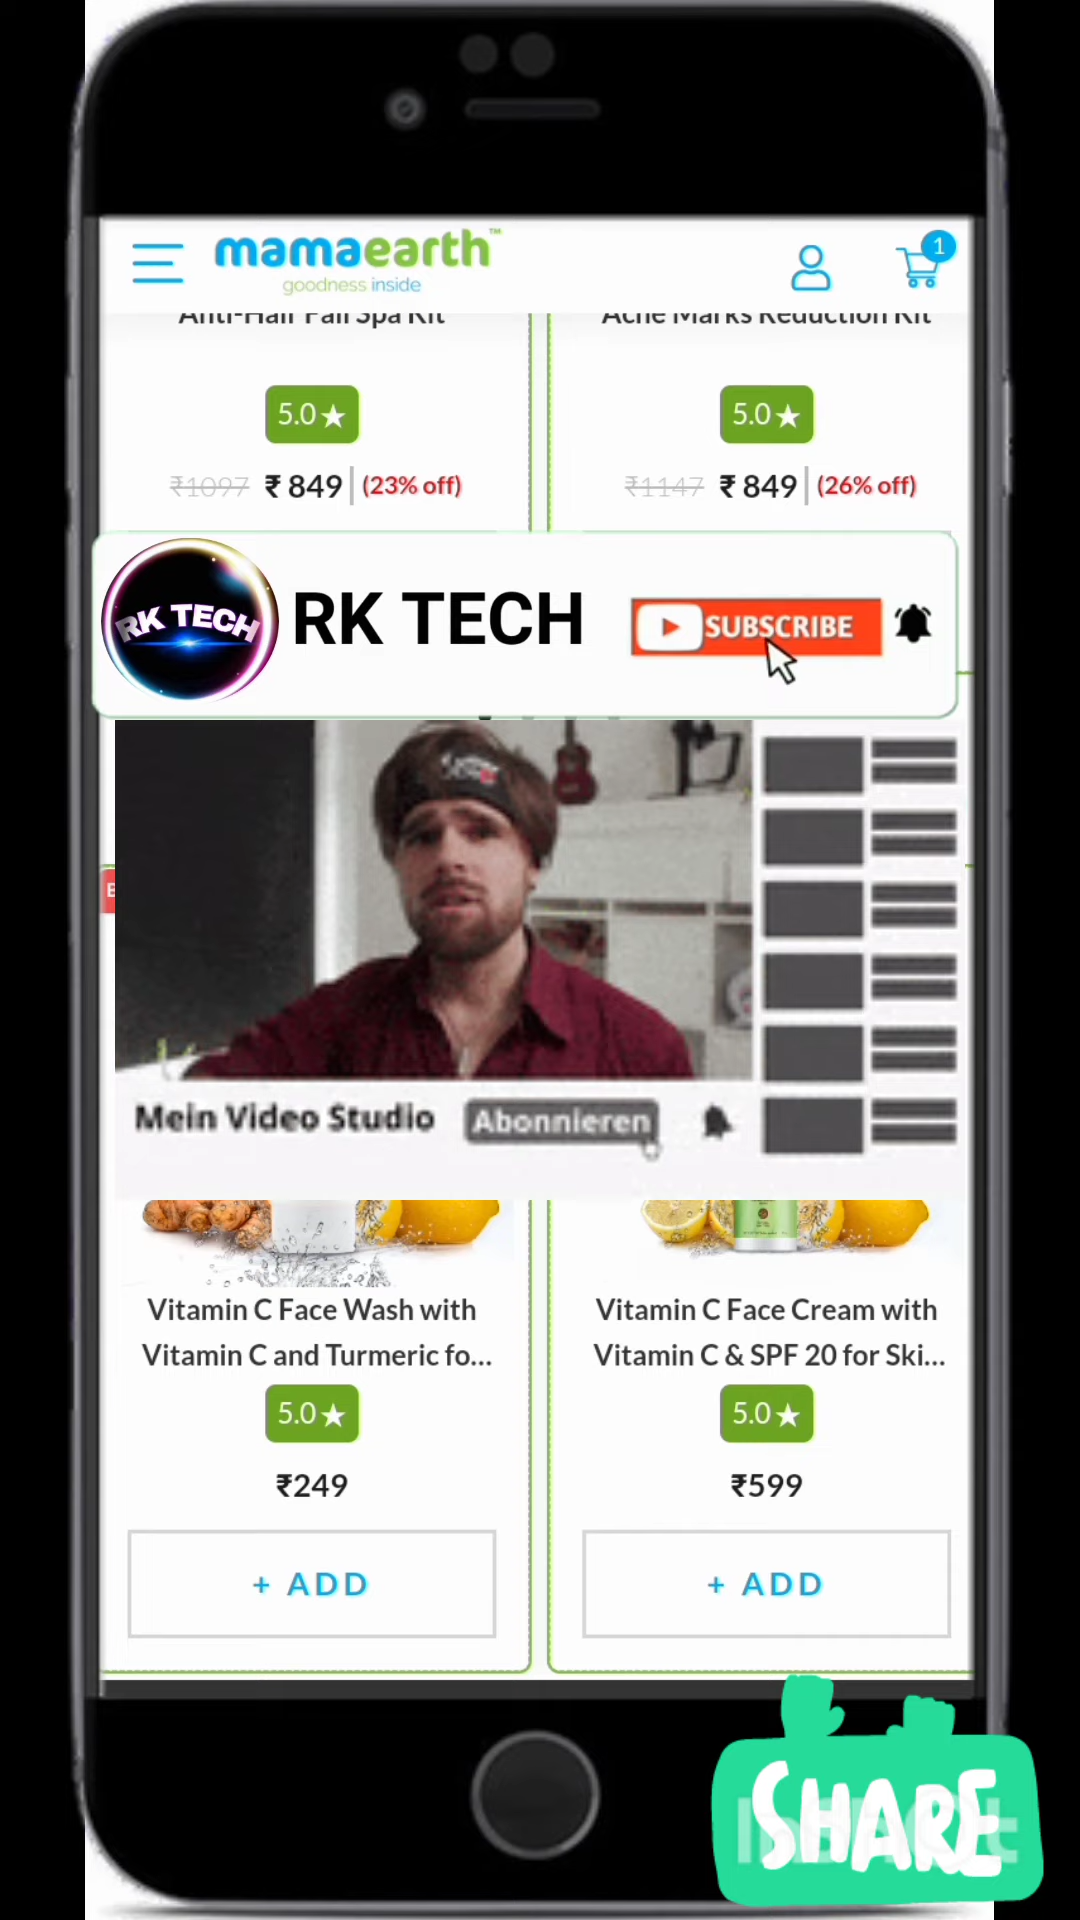 mamaearth™
goodness inside
1
Anti-Hair Fall Spa Kit
Acne Marks Reduction Kit
5.0★
5.0★
₹1097 ₹849 (23% off)
₹1147 ₹849 (26% off)
RK TECH
RK TECH
SUBSCRIBE
Mein Video Studio
Abonnieren
Vitamin C Face Wash with
Vitamin C and Turmeric fo...
Vitamin C Face Cream with
Vitamin C & SPF 20 for Ski...
5.0★
5.0★
₹249
₹599
+ ADD
+ ADD
SHARE